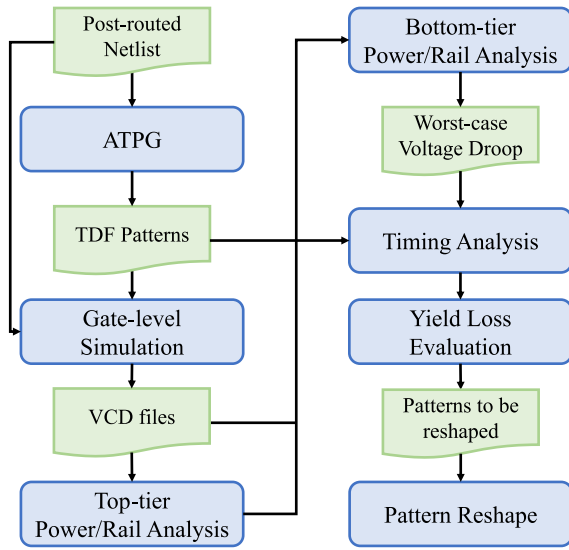 Post-routed
Netlist
ATPG
TDF Patterns
Gate-level
Simulation
VCD files
Top-tier
Power/Rail Analysis
Bottom-tier
Power/Rail Analysis
Worst-case
Voltage Droop
Timing Analysis
Yield Loss
Evaluation
Patterns to be
reshaped
Pattern Reshape